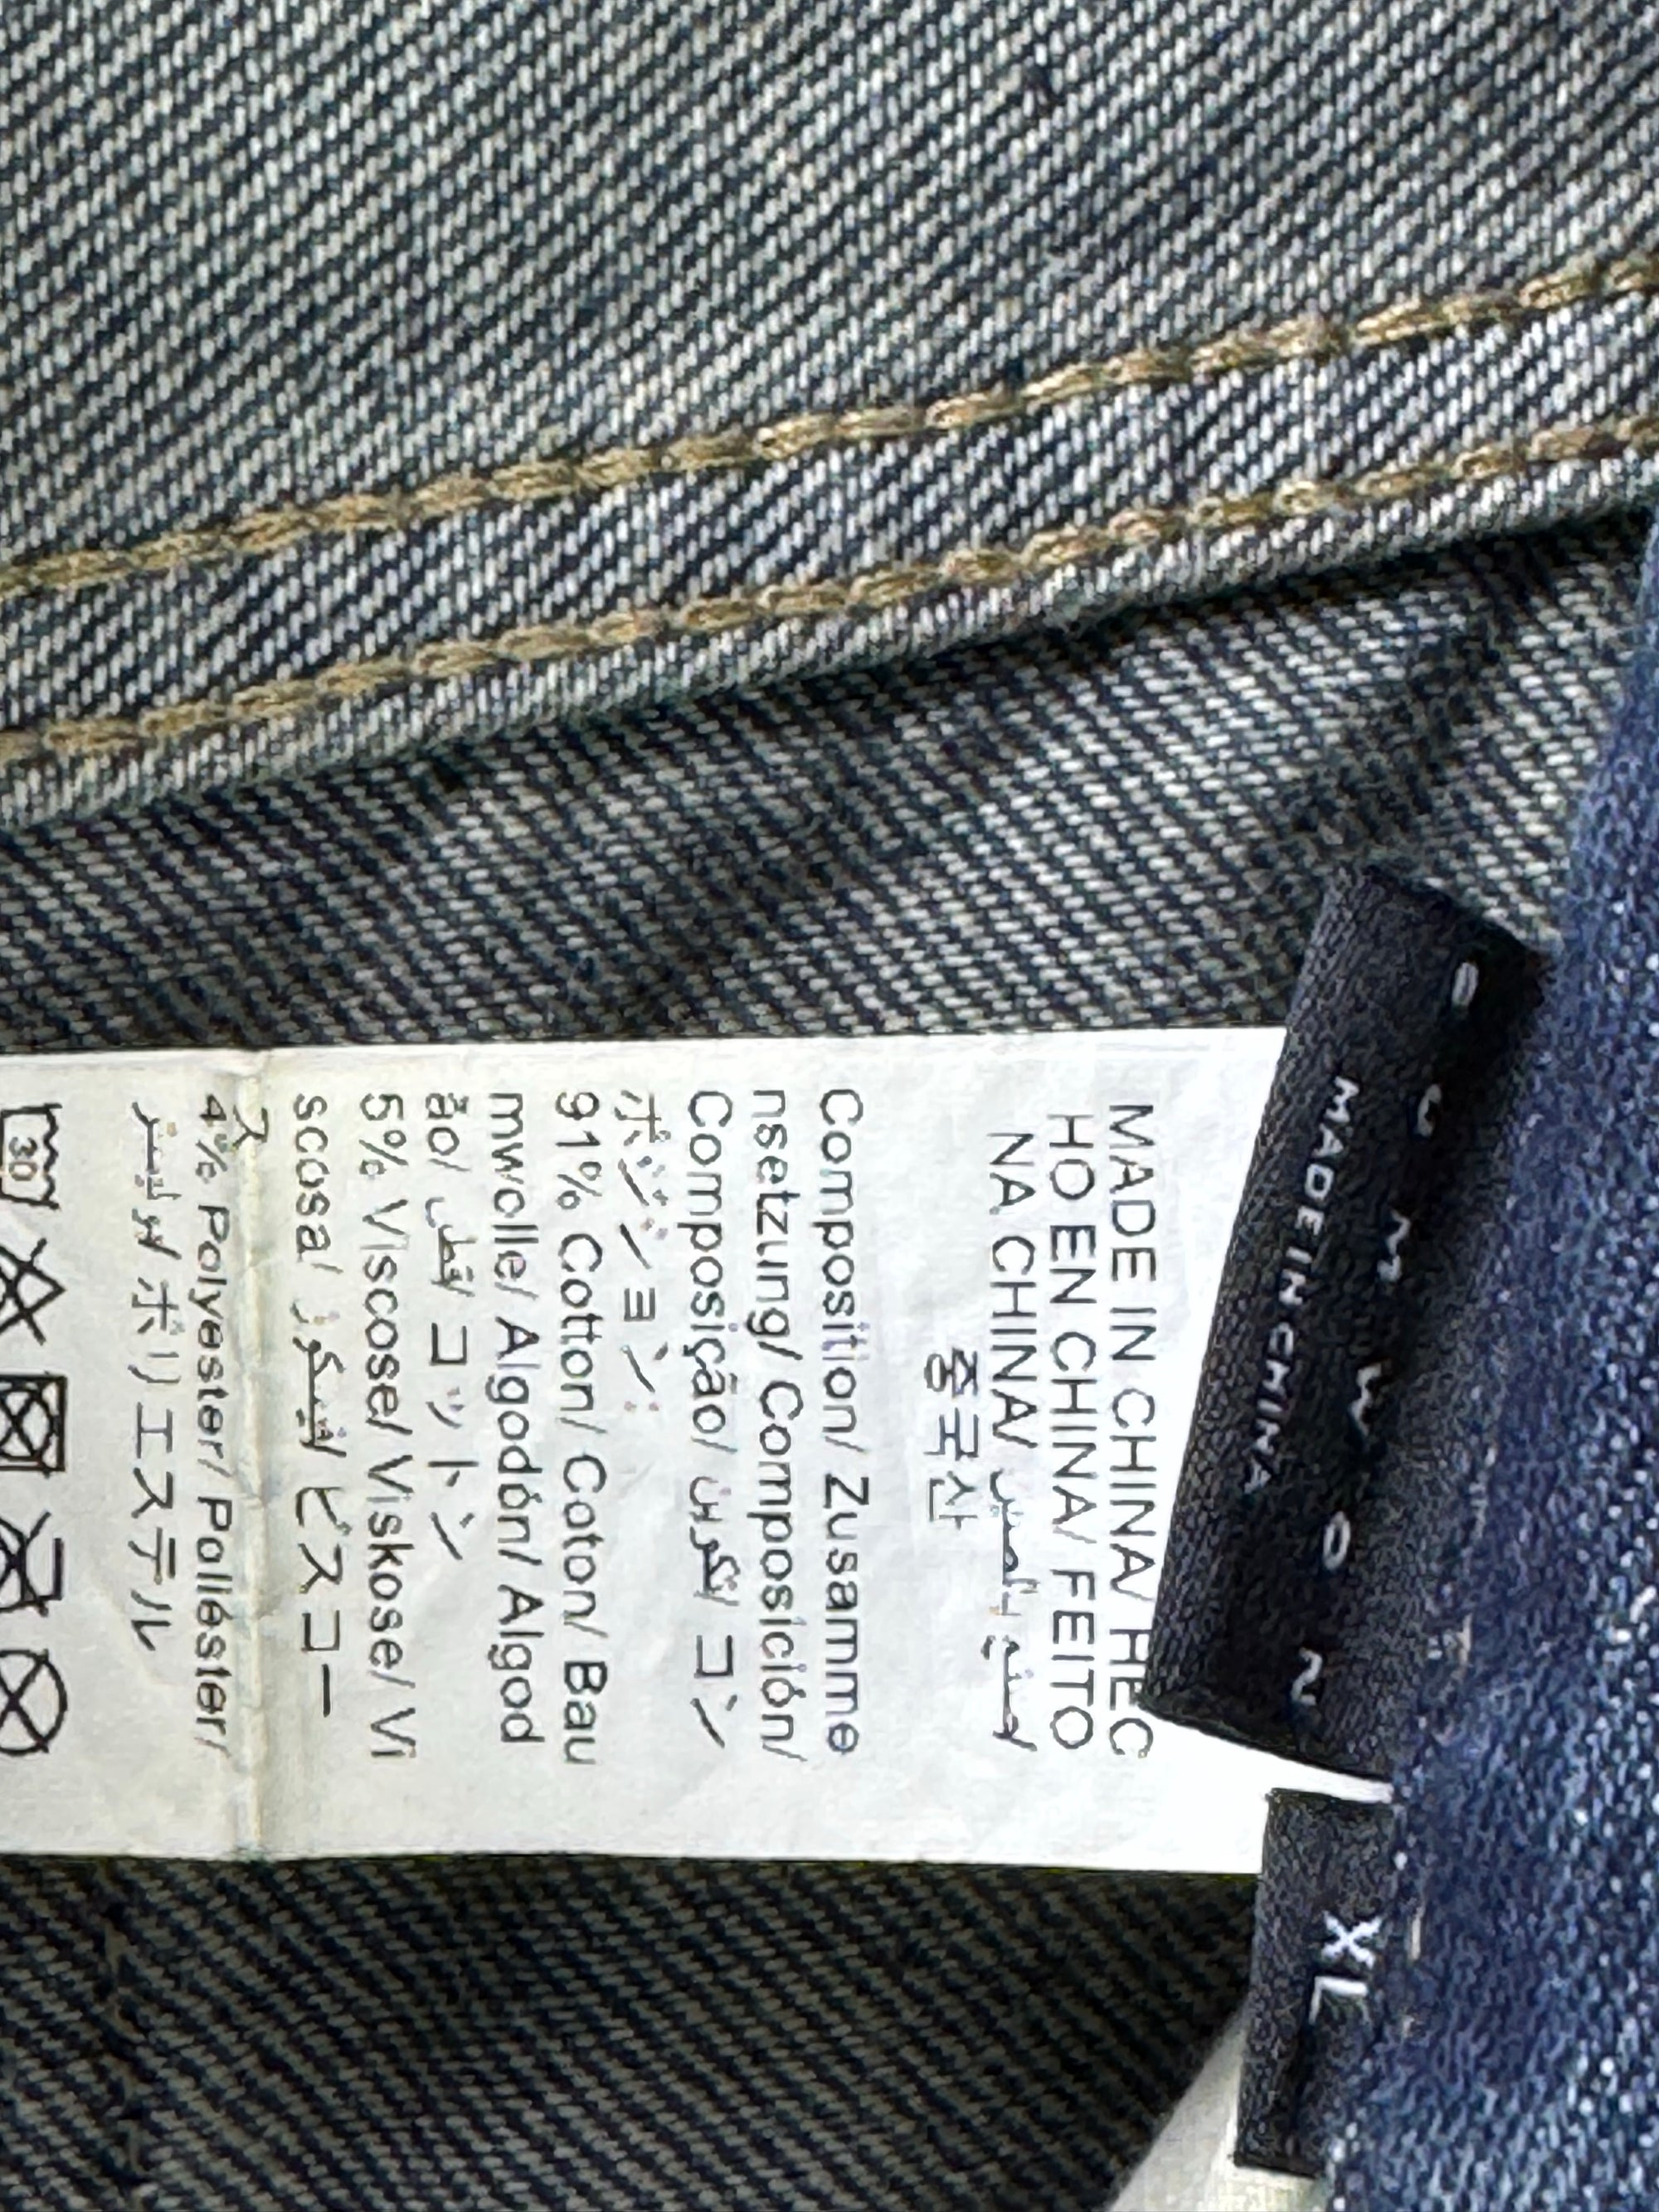 MADE IN CHINA
XL
MADE IN CHINA/ HEC
HO EN CHINA/ FEITO
NA CHINA/ صنع في الصين/
중국산
Composition/ Zusamme
nsetzung/ Composición/
Composição/ تكوين/ コン
ポジション:
91% Cotton/ Coton/ Bau
mwolle/ Algodón/ Algod
ão/ قطن/ コットン
5% Viscose/ Viskose/ Vi
scosa/ فيسكوز/ ビスコー
ス
4% Polyester/ Poliéster/
بوليستر/ ポリエステル
30